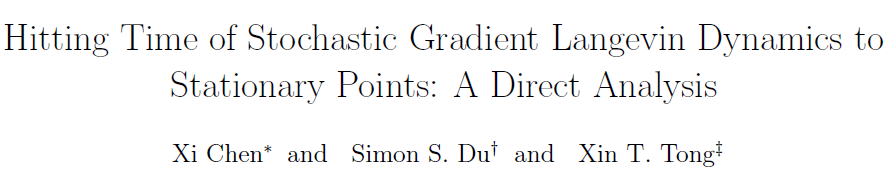 Hitting Time of Stochastic Gradient Langevin Dynamics to
Stationary Points: A Direct Analysis
Xi Chen* and Simon S. Du† and Xin T. Tong‡